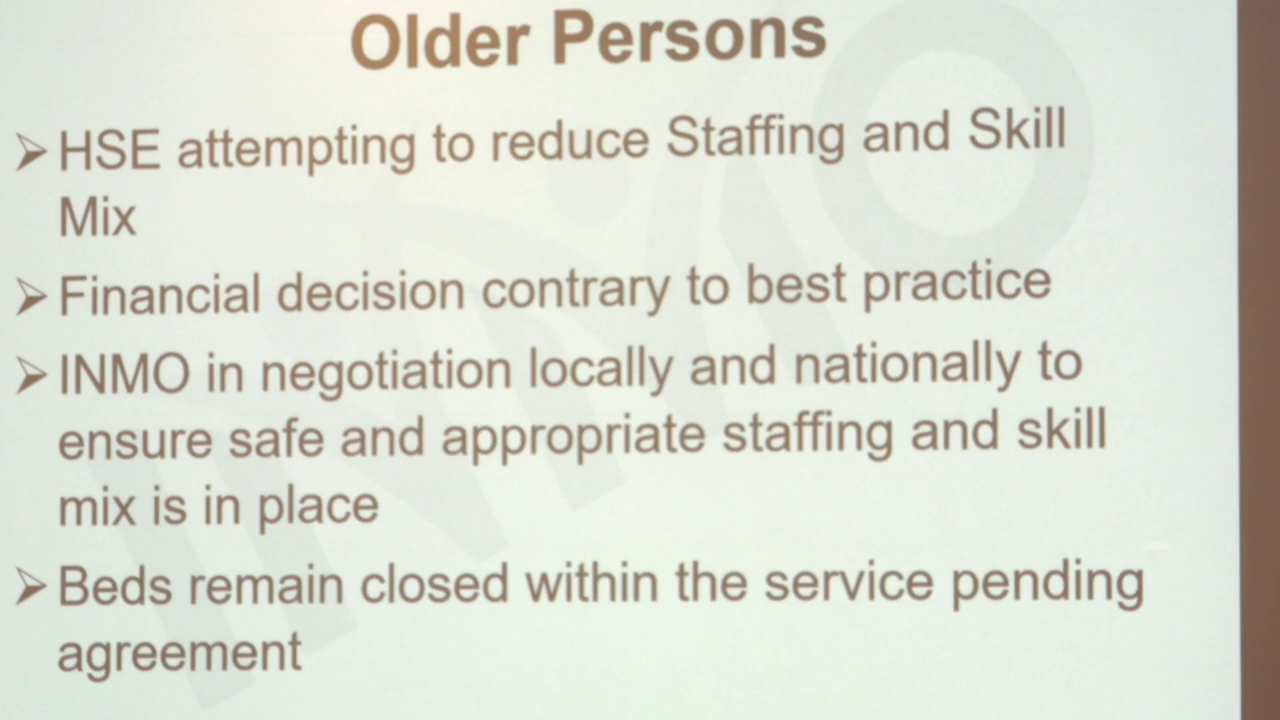 Older Persons
➢ HSE attempting to reduce Staffing and Skill
Mix
➢ Financial decision contrary to best practice
➢ INMO in negotiation locally and nationally to
ensure safe and appropriate staffing and skill
mix is in place
➢ Beds remain closed within the service pending
agreement
INMO